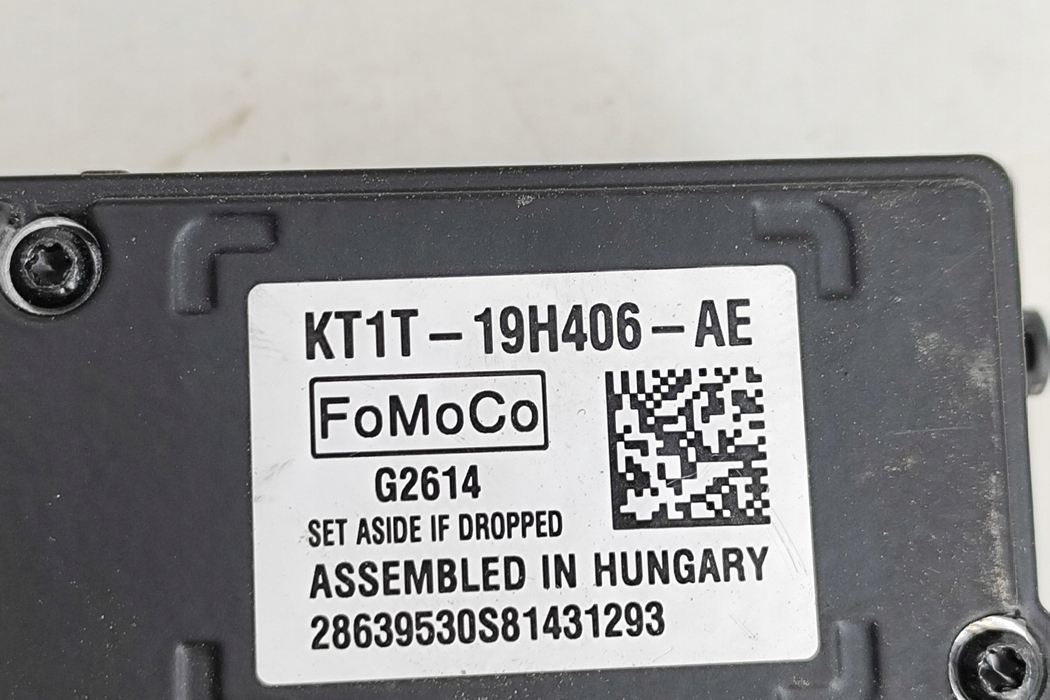 KT1T-19H406-AE
FoMoCo
G2614
SET ASIDE IF DROPPED
ASSEMBLED IN HUNGARY
28639530S81431293